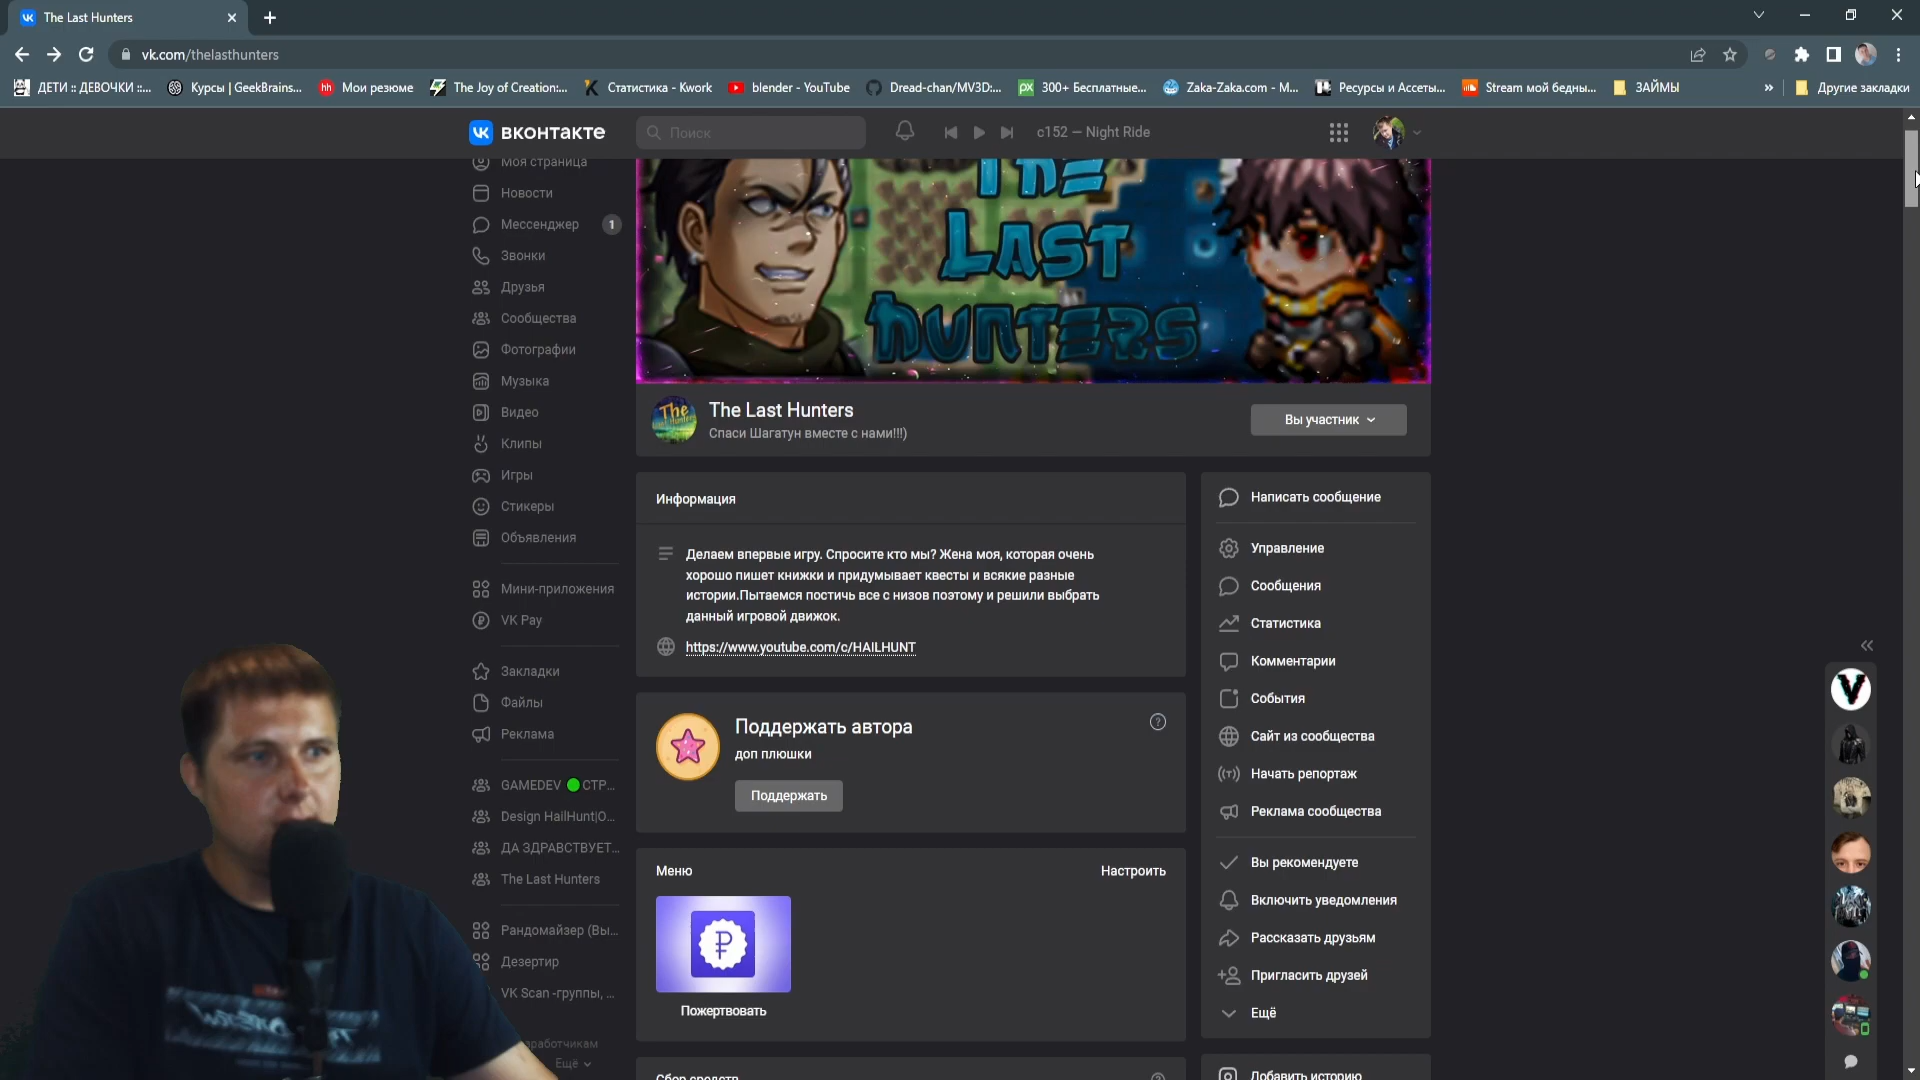 The Last Hunters
vk.com/thelasthunters
ДЕТИ :: ДЕВОЧКИ ::...
Курсы | GeekBrains...
Мои резюме
The Joy of Creation:...
Статистика - Kwork
blender - YouTube
Dread-chan/MV3D:...
300+ Бесплатные...
Zaka-Zaka.com - M...
Ресурсы и Ассеты...
Stream мой бедны...
ЗАЙМЫ
»
Другие закладки
вконтакте
Поиск
c152 — Night Ride
Моя страница
Новости
Мессенджер
1
Звонки
Друзья
Сообщества
Фотографии
Музыка
Видео
Клипы
Игры
Стикеры
Объявления
Мини-приложения
VK Pay
Закладки
Файлы
Реклама
GAMEDEV СТР...
Design HailHunt|О...
ДА ЗДРАВСТВУЕТ...
The Last Hunters
Рандомайзер (Вы...
Дезертир
VK Scan -группы, ...
Ещё
THE
LAST
HUNTERS
The Last Hunters
Спаси Шагатун вместе с нами!!!)
Вы участник
Информация
Делаем впервые игру. Спросите кто мы? Жена моя, которая очень
хорошо пишет книжки и придумывает квесты и всякие разные
истории.Пытаемся постичь все с низов поэтому и решили выбрать
данный игровой движок.
https://www.youtube.com/c/HAILHUNT
Поддержать автора
доп плюшки
Поддержать
Меню
Настроить
Пожертвовать
Сбор средств
Написать сообщение
Управление
Сообщения
Статистика
Комментарии
События
Сайт из сообщества
Начать репортаж
Реклама сообщества
Вы рекомендуете
Включить уведомления
Рассказать друзьям
Пригласить друзей
Ещё
Добавить историю